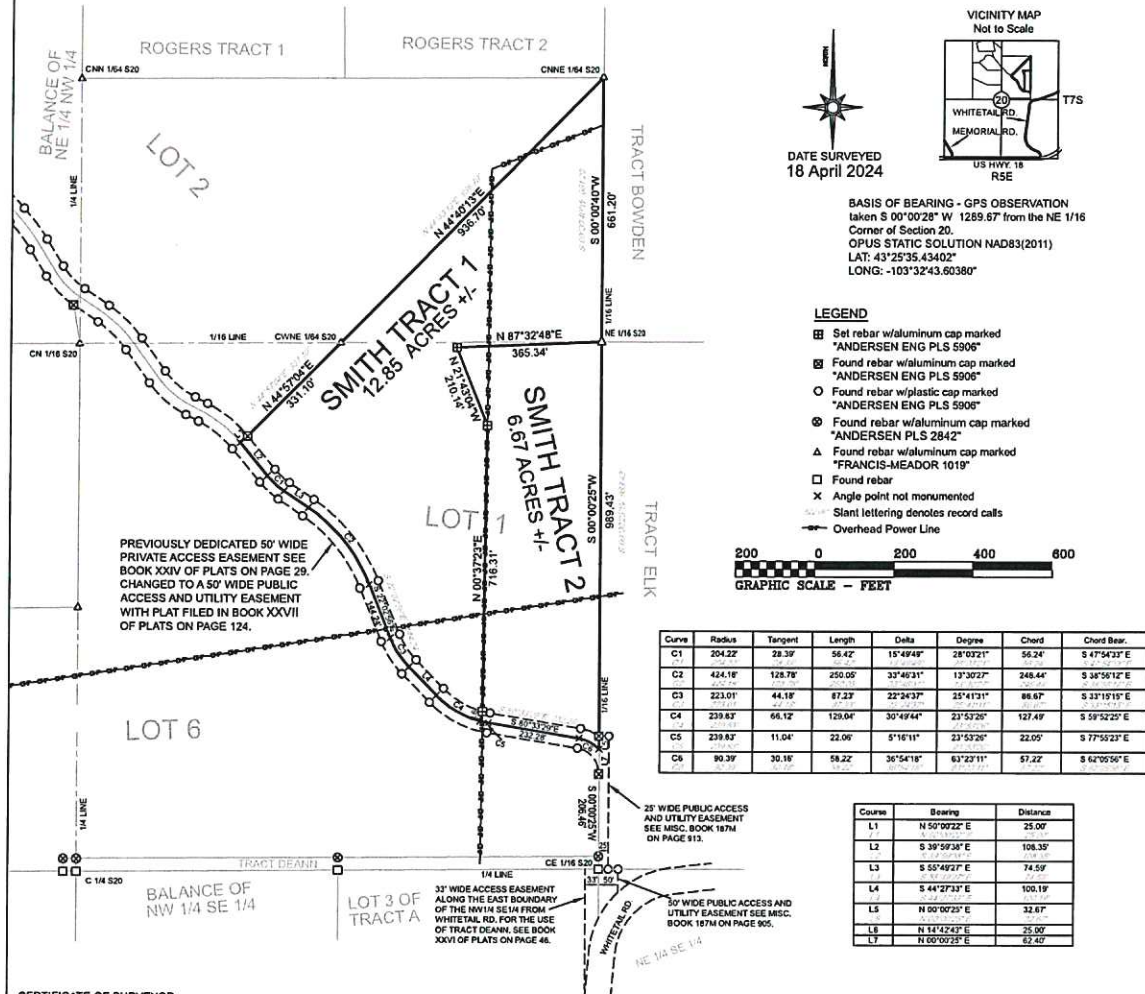 ROGERS TRACT 1
ROGERS TRACT 2
CNN 1/64 S20
CNNE 1/64 S20
BALANCE OF
NE 1/4 NW 1/4
LOT 2
1/4 LINE
TRACT BOWDEN
N 44°40'13"E
936.70'
S 00°00'40"W
661.20'
SMITH TRACT 1
12.85 ACRES +/-
1/16 LINE
1/16 LINE
CWNE 1/64 S20
CN 1/16 S20
N 87°32'48"E
365.34'
NE 1/16 S20
N 44°57'04"E
331.10'
N 21°43'04"W
210.14'
SMITH TRACT 2
6.67 ACRES +/-
S 00°00'25"W
989.43'
TRACT ELK
LOT 1
N 00°37'23"E
716.31'
L2
C1
L3
C2
144.25'
C3
L4
C4
PREVIOUSLY DEDICATED 50' WIDE
PRIVATE ACCESS EASEMENT SEE
BOOK XXIV OF PLATS ON PAGE 29.
CHANGED TO A 50' WIDE PUBLIC
ACCESS AND UTILITY EASEMENT
WITH PLAT FILED IN BOOK XXVII
OF PLATS ON PAGE 124.
LOT 6
S 80°33'29"E
232.28'
C5
C6
L7
1/16 LINE
S 00°00'25"W
206.46'
25'
1/4 LINE
25' WIDE PUBLIC ACCESS
AND UTILITY EASEMENT
SEE MISC. BOOK 187M
ON PAGE 913.
TRACT DEANN
CE 1/16 S20
C 1/4 S20
1/4 LINE
33'
50'
BALANCE OF
NW 1/4 SE 1/4
LOT 3 OF
TRACT A
33' WIDE ACCESS EASEMENT
ALONG THE EAST BOUNDARY
OF THE NW1/4 SE1/4 FROM
WHITETAIL RD. FOR THE USE
OF TRACT DEANN. SEE BOOK
XXVI OF PLATS ON PAGE 46.
50' WIDE PUBLIC ACCESS AND
UTILITY EASEMENT SEE MISC.
BOOK 187M ON PAGE 905.
WHITETAIL RD
NE 1/4 SE 1/4
NORTH
DATE SURVEYED
18 April 2024
VICINITY MAP
Not to Scale
20
T7S
WHITETAIL RD.
MEMORIAL RD.
US HWY. 18
R5E
BASIS OF BEARING - GPS OBSERVATION
taken S 00°00'28" W 1289.67' from the NE 1/16
Corner of Section 20.
OPUS STATIC SOLUTION NAD83(2011)
LAT: 43°25'35.43402"
LONG: -103°32'43.60380"
LEGEND
Set rebar w/aluminum cap marked
"ANDERSEN ENG PLS 5906"
Found rebar w/aluminum cap marked
"ANDERSEN ENG PLS 5906"
Found rebar w/plastic cap marked
"ANDERSEN ENG PLS 5906"
Found rebar w/aluminum cap marked
"ANDERSEN PLS 2842"
Found rebar w/aluminum cap marked
"FRANCIS-MEADOR 1019"
Found rebar
Angle point not monumented
Slant lettering denotes record calls
Overhead Power Line
200 0 200 400 600
GRAPHIC SCALE – FEET
Curve Radius Tangent Length Delta Degree Chord Chord Bear.
C1 204.22' 28.39' 56.42' 15°49'49" 28°03'21" 56.24' S 47°54'33" E
C2 424.18' 128.78' 250.05' 33°46'31" 13°30'27" 246.44' S 38°56'12" E
C3 223.01' 44.18' 87.23' 22°24'37" 25°41'31" 86.67' S 33°15'15" E
C4 239.83' 66.12' 129.04' 30°49'44" 23°53'26" 127.49' S 59°52'25" E
C5 239.83' 11.04' 22.06' 5°16'11" 23°53'26" 22.05' S 77°55'23" E
C6 90.39' 30.16' 58.22' 36°54'18" 63°23'11" 57.22' S 62°05'56" E
Course Bearing Distance
L1 N 50°00'22" E 25.00'
L2 S 39°59'38" E 108.35'
L3 S 55°49'27" E 74.59'
L4 S 44°27'33" E 100.19'
L5 N 00°00'25" E 32.67'
L6 N 14°42'43" E 25.00'
L7 N 00°00'25" E 62.40'